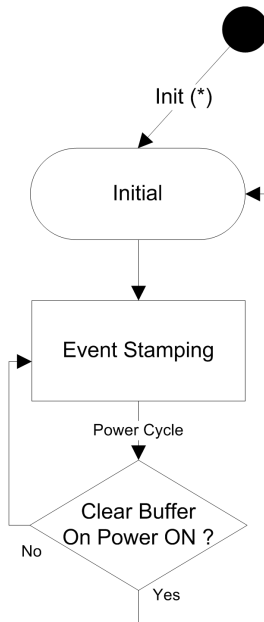 Init (*)
Initial
Event Stamping
Power Cycle
Clear Buffer
On Power ON ?
No
Yes